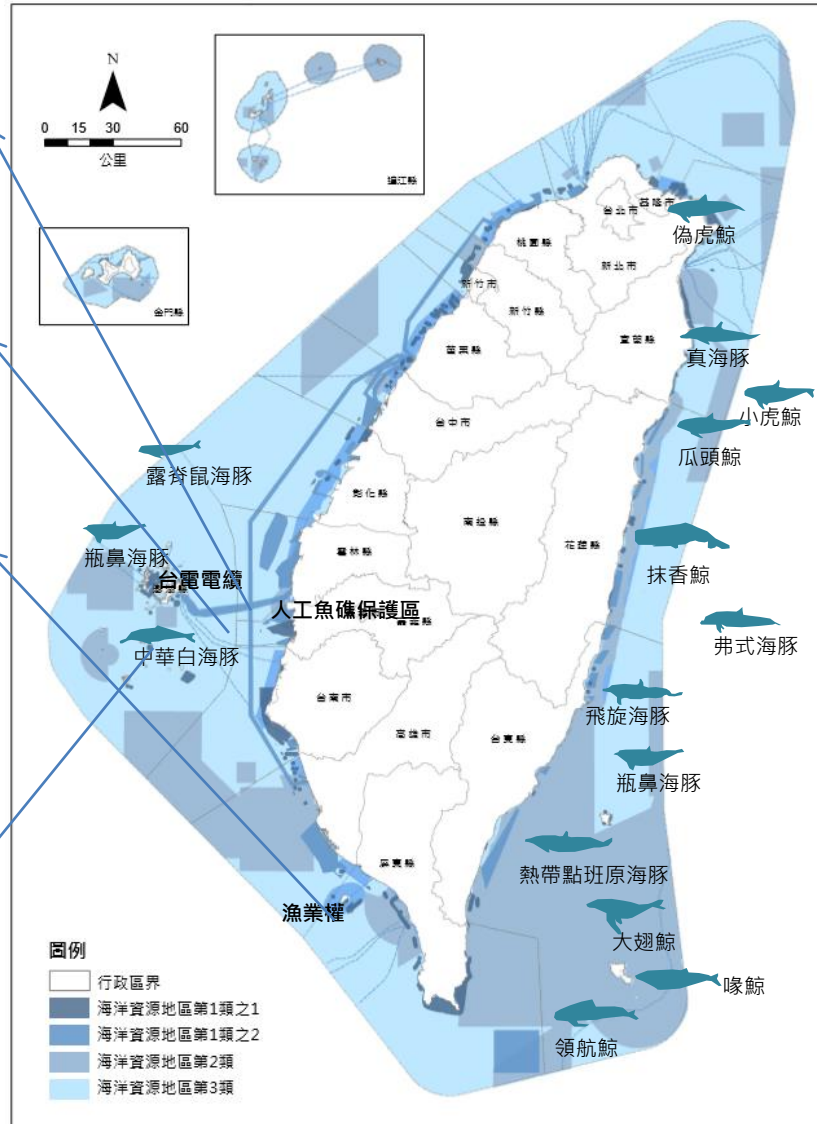 N
0 15 30 60
公里
連江縣
金門縣
基隆市
台北市
偽虎鯨
桃園縣
新北市
新竹市
新竹縣
宜蘭縣
真海豚
苗栗縣
小虎鯨
台中市
瓜頭鯨
露脊鼠海豚
彰化縣
南投縣
花蓮縣
瓶鼻海豚
雲林縣
抹香鯨
台電電纜
人工魚礁保護區
弗式海豚
中華白海豚
台南市
飛旋海豚
高雄市
台東縣
瓶鼻海豚
屏東縣
熱帶點班原海豚
漁業權
大翅鯨
喙鯨
領航鯨
圖例
行政區界
海洋資源地區第1類之1
海洋資源地區第1類之2
海洋資源地區第2類
海洋資源地區第3類